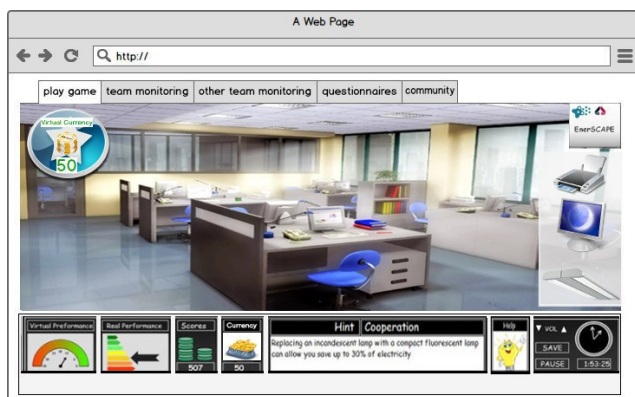 A Web Page
http://
play game team monitoring other team monitoring questionnaires community
Virtual Currency
50
EnerSCAPE
Virtual Preformance Real Performance Scores Currency Hint Cooperation Help VOL
Replacing an incandescent lamp with a compact fluorescent lamp
can allow you save up to 30% of electricity
SAVE
PAUSE 1:53:25
507 50